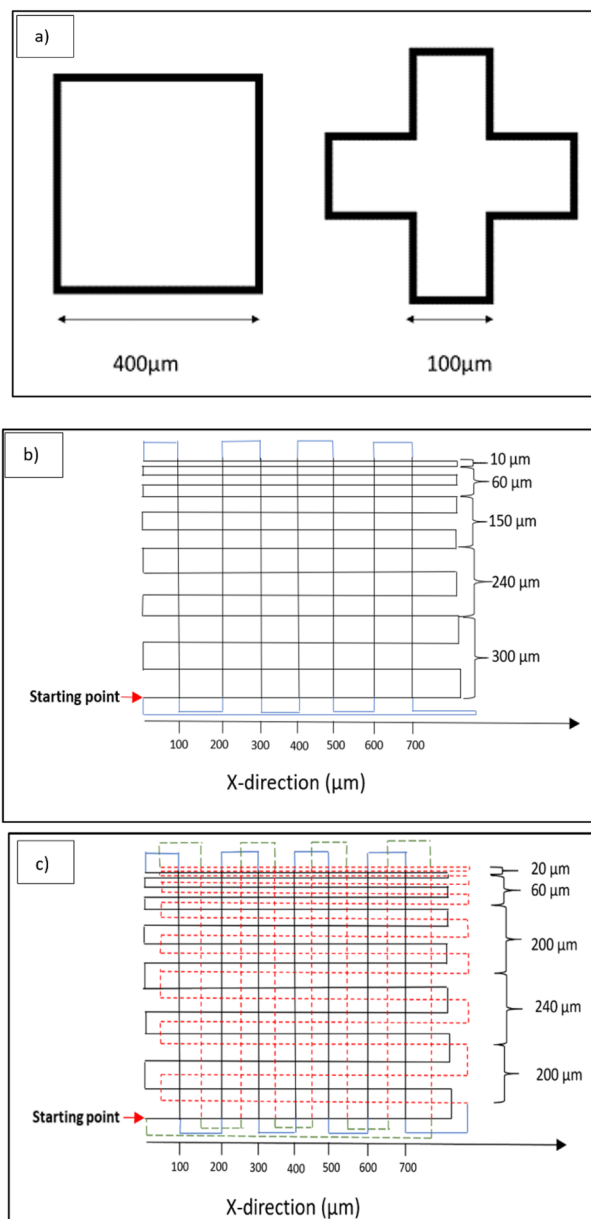 a)
400µm
100µm
b)
10 µm
60 µm
150 µm
240 µm
300 µm
Starting point
100 200 300 400 500 600 700
X-direction (µm)
c)
20 µm
60 µm
200 µm
240 µm
200 µm
Starting point
100 200 300 400 500 600 700
X-direction (µm)